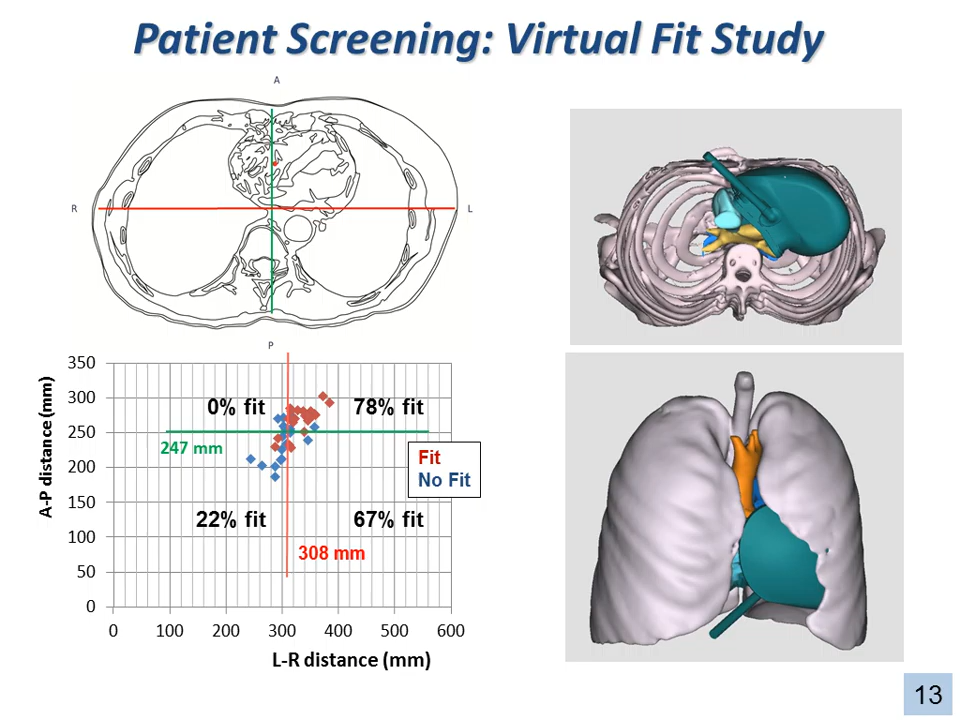 Patient Screening: Virtual Fit Study
A
R
L
P
350
300
250
200
150
100
50
0
A-P distance (mm)
0% fit
78% fit
247 mm
Fit
No Fit
22% fit
67% fit
308 mm
0 100 200 300 400 500 600
L-R distance (mm)
13